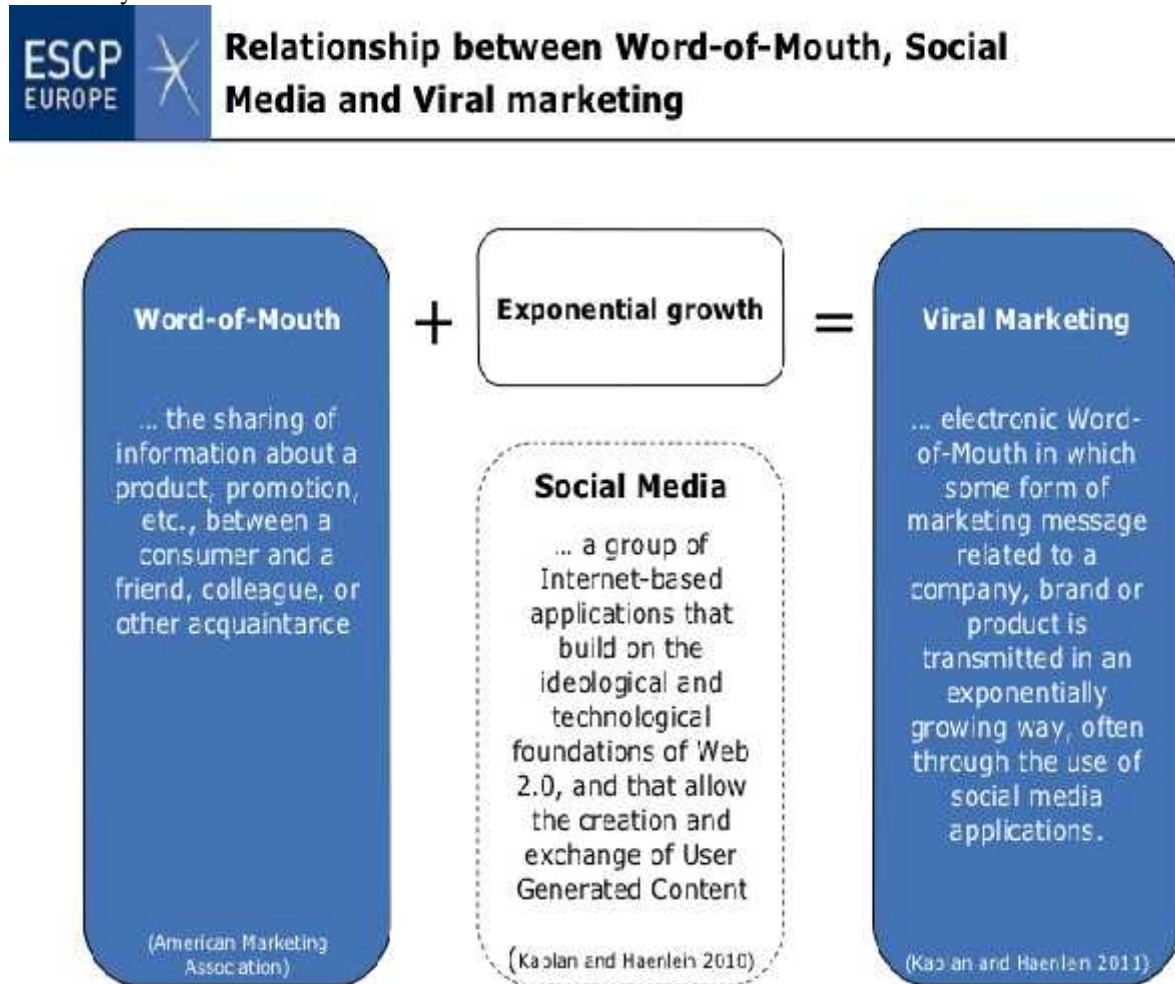 ESCP
EUROPE
Relationship between Word-of-Mouth, Social
Media and Viral marketing
Word-of-Mouth
... the sharing of
information about a
product, promotion,
etc., between a
consumer and a
friend, colleague, or
other acquaintance
(American Marketing
Association)
+
Exponential growth
Social Media
... a group of
Internet-based
applications that
build on the
ideological and
technological
foundations of Web
2.0, and that allow
the creation and
exchange of User
Generated Content
(Kaplan and Haenlein 2010)
=
Viral Marketing
... electronic Word-
of-Mouth in which
some form of
marketing message
related to a
company, brand or
product is
transmitted in an
exponentially
growing way, often
through the use of
social media
applications.
(Kaplan and Haenlein 2011)